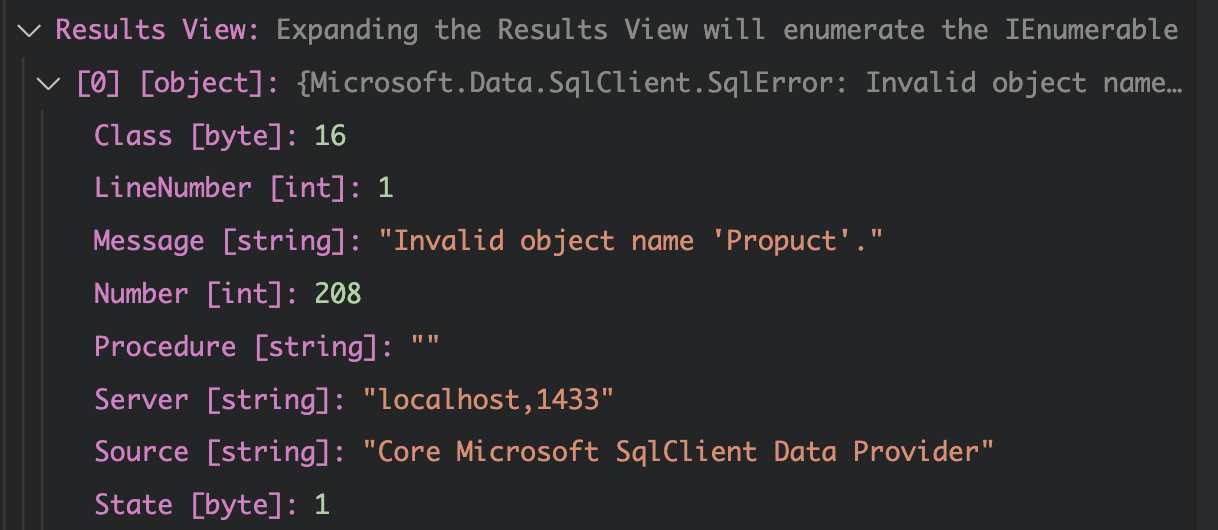 Results View: Expanding the Results View will enumerate the IEnumerable
[0] [object]: {Microsoft.Data.SqlClient.SqlError: Invalid object name…
Class [byte]: 16
LineNumber [int]: 1
Message [string]: "Invalid object name 'Propuct'."
Number [int]: 208
Procedure [string]: ""
Server [string]: "localhost,1433"
Source [string]: "Core Microsoft SqlClient Data Provider"
State [byte]: 1